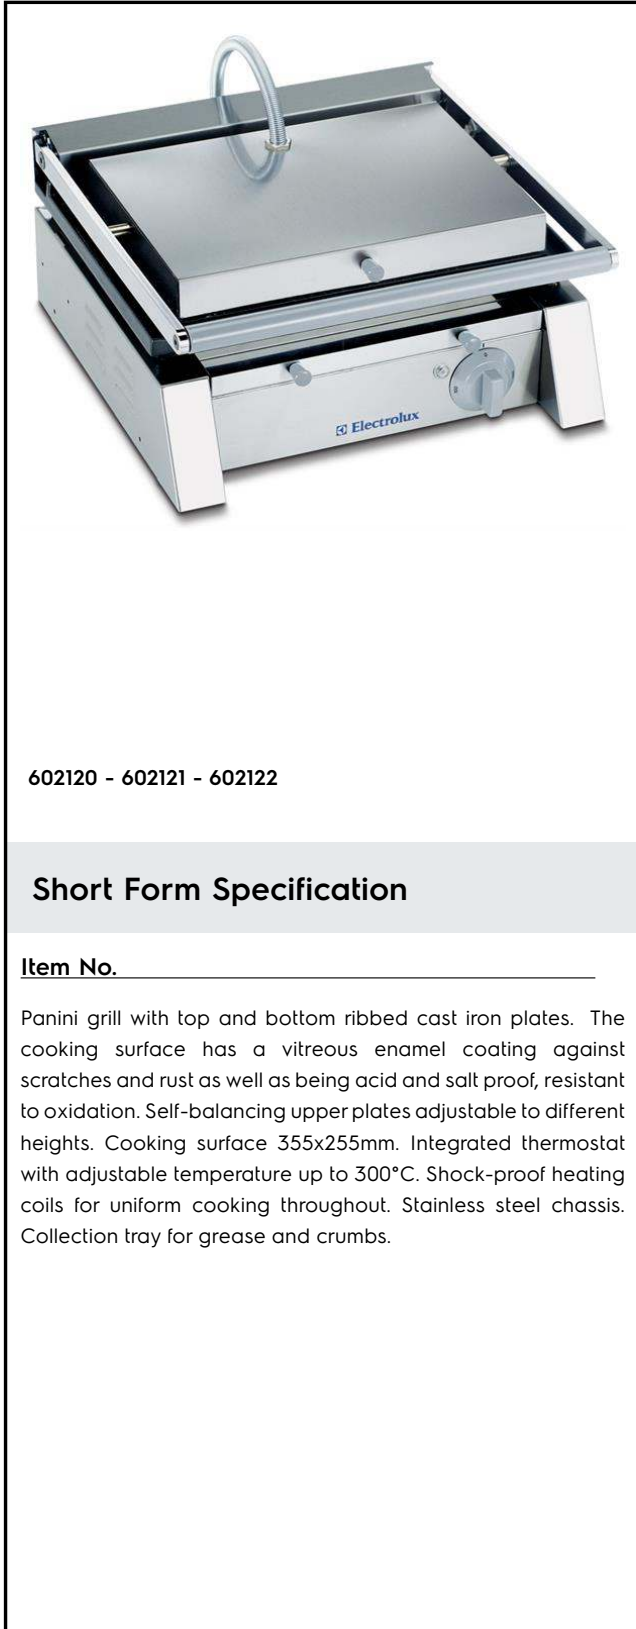 Electrolux
602120 - 602121 - 602122
Short Form Specification
Item No.
Panini grill with top and bottom ribbed cast iron plates. The
cooking surface has a vitreous enamel coating against
scratches and rust as well as being acid and salt proof, resistant
to oxidation. Self-balancing upper plates adjustable to different
heights. Cooking surface 355x255mm. Integrated thermostat
with adjustable temperature up to 300°C. Shock-proof heating
coils for uniform cooking throughout. Stainless steel chassis.
Collection tray for grease and crumbs.